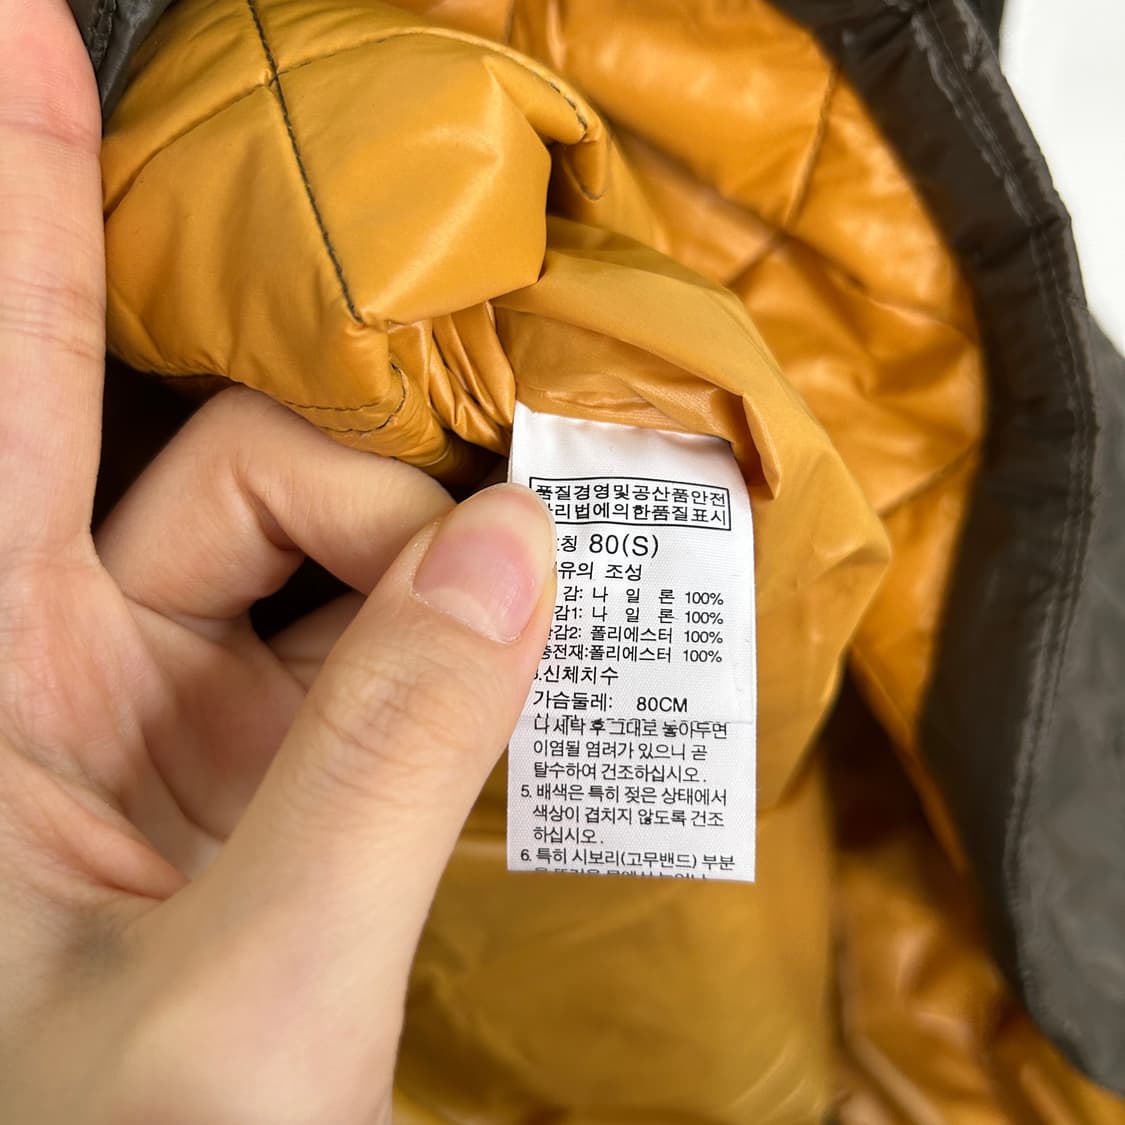 품질경영및공산품안전
관리법에의한품질표시
호칭 80(S)
섬유의 조성
감: 나 일 론 100%
감1: 나 일 론 100%
안감2: 폴리에스터 100%
충전재:폴리에스터 100%
.신체치수
가슴둘레: 80CM
나 세탁 후 그대로 놓아두면
이염될 염려가 있으니 곧
탈수하여 건조하십시오.
5. 배색은 특히 젖은 상태에서
색상이 겹치지 않도록 건조
하십시오.
6. 특히 시보리(고무밴드) 부분